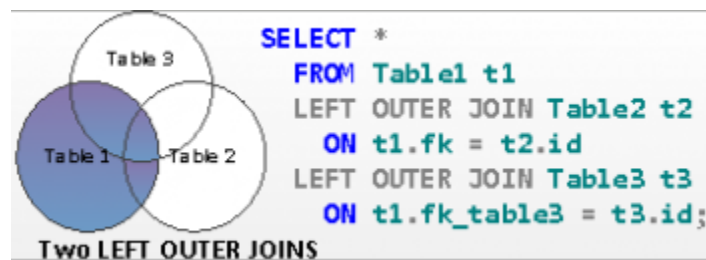 Table 3
Table 1
Table 2
Two LEFT OUTER JOINS
SELECT *
FROM Table1 t1
LEFT OUTER JOIN Table2 t2
ON t1.fk = t2.id
LEFT OUTER JOIN Table3 t3
ON t1.fk_table3 = t3.id;